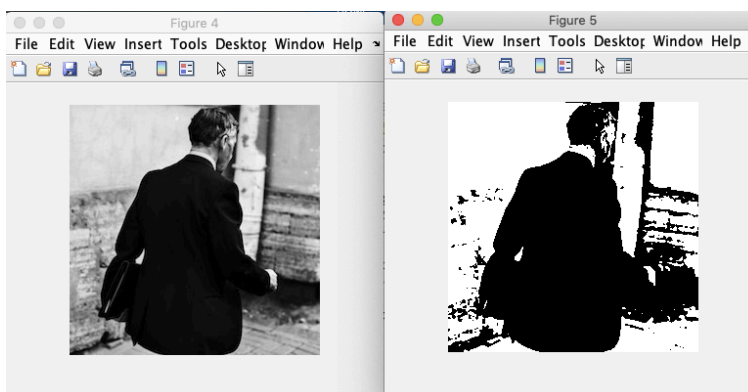 Figure 4
File Edit View Insert Tools Desktop Window Help
Figure 5
File Edit View Insert Tools Desktop Window Help